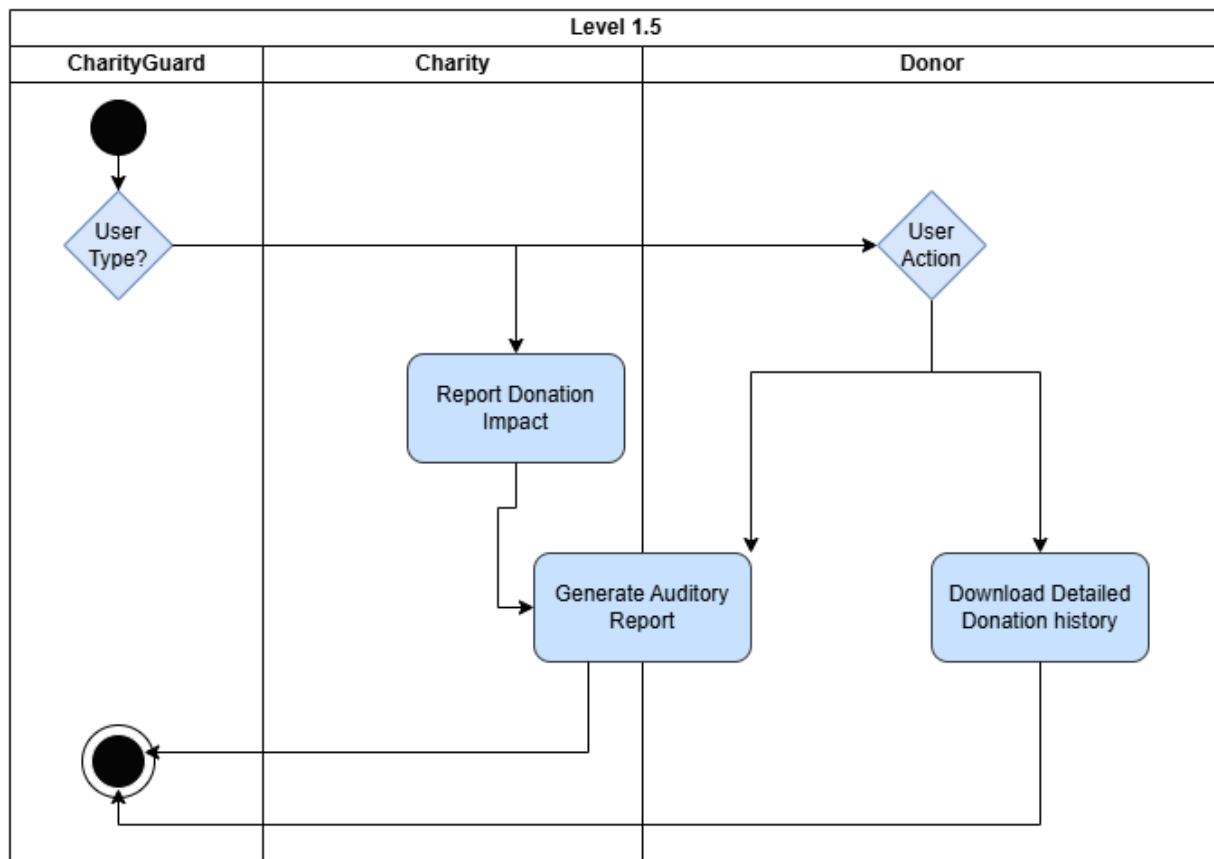 Level 1.5
CharityGuard
Charity
Donor
User
Type?
User
Action
Report Donation
Impact
Generate Auditory
Report
Download Detailed
Donation history